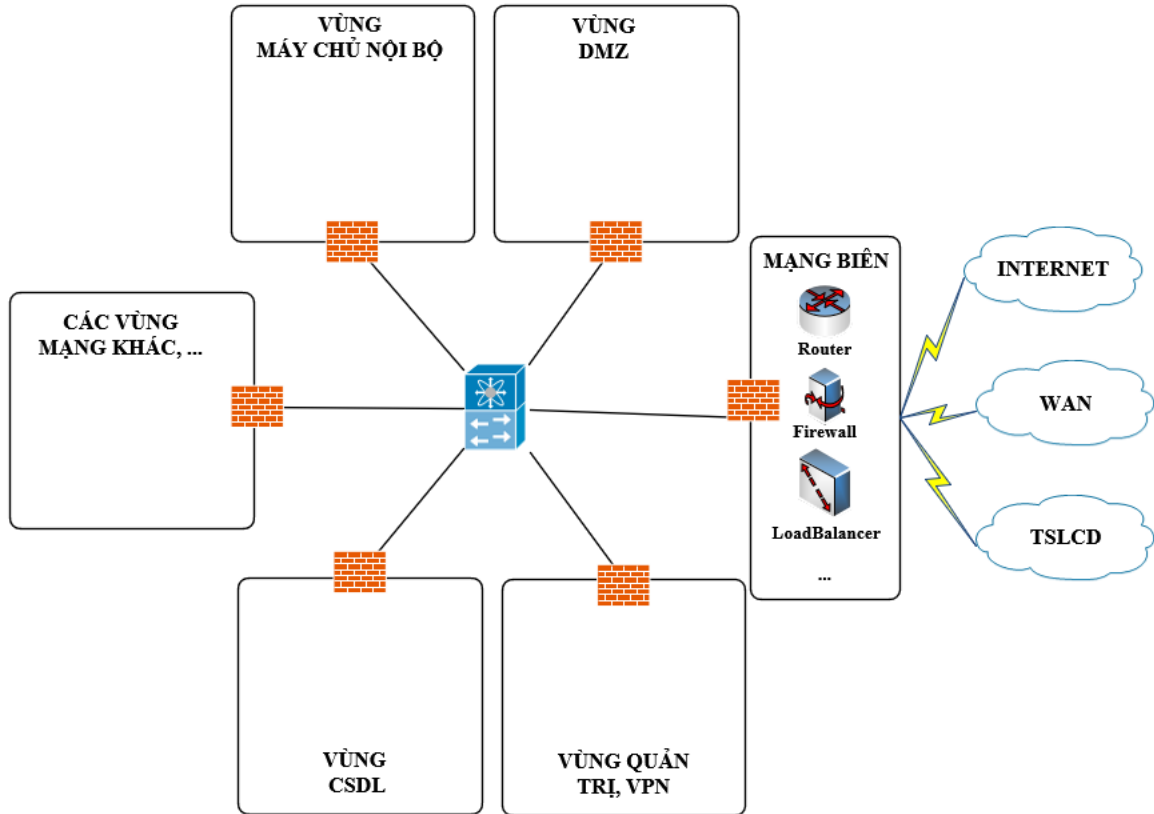 VÙNG
MÁY CHỦ NỘI BỘ
VÙNG
DMZ
MẠNG BIÊN
Router
Firewall
LoadBalancer
...
INTERNET
WAN
TSLCD
CÁC VÙNG
MẠNG KHÁC, ...
VÙNG
CSDL
VÙNG QUẢN
TRỊ, VPN